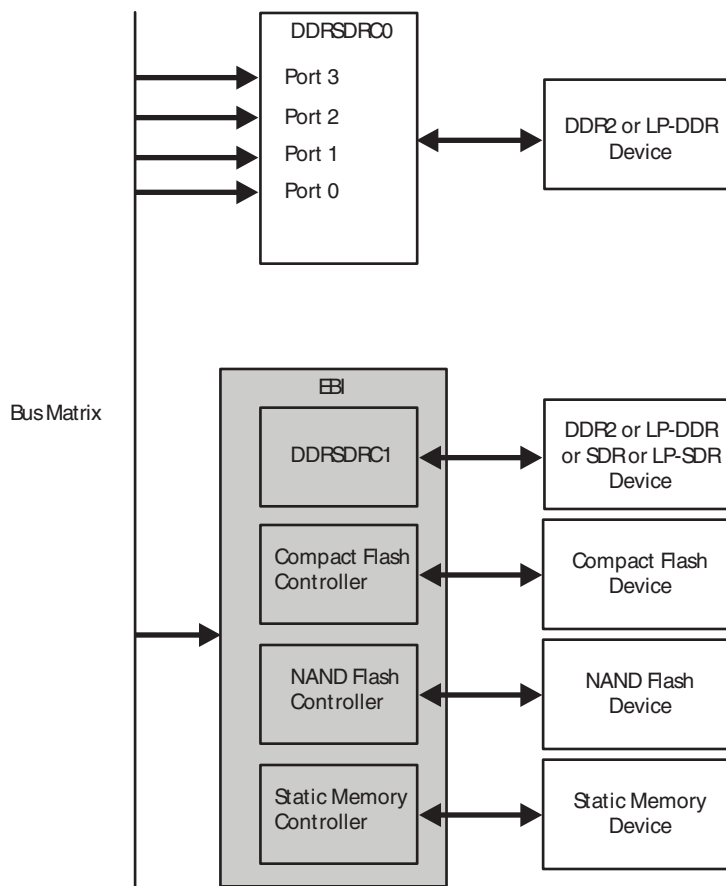 DDRSDRC0
Port 3
Port 2
Port 1
Port 0
DDR2 or LP-DDR
Device
Bus Matrix
EBI
DDRSDRC1
DDR2 or LP-DDR
or SDR or LP-SDR
Device
Compact Flash
Controller
Compact Flash
Device
NAND Flash
Controller
NAND Flash
Device
Static Memory
Controller
Static Memory
Device